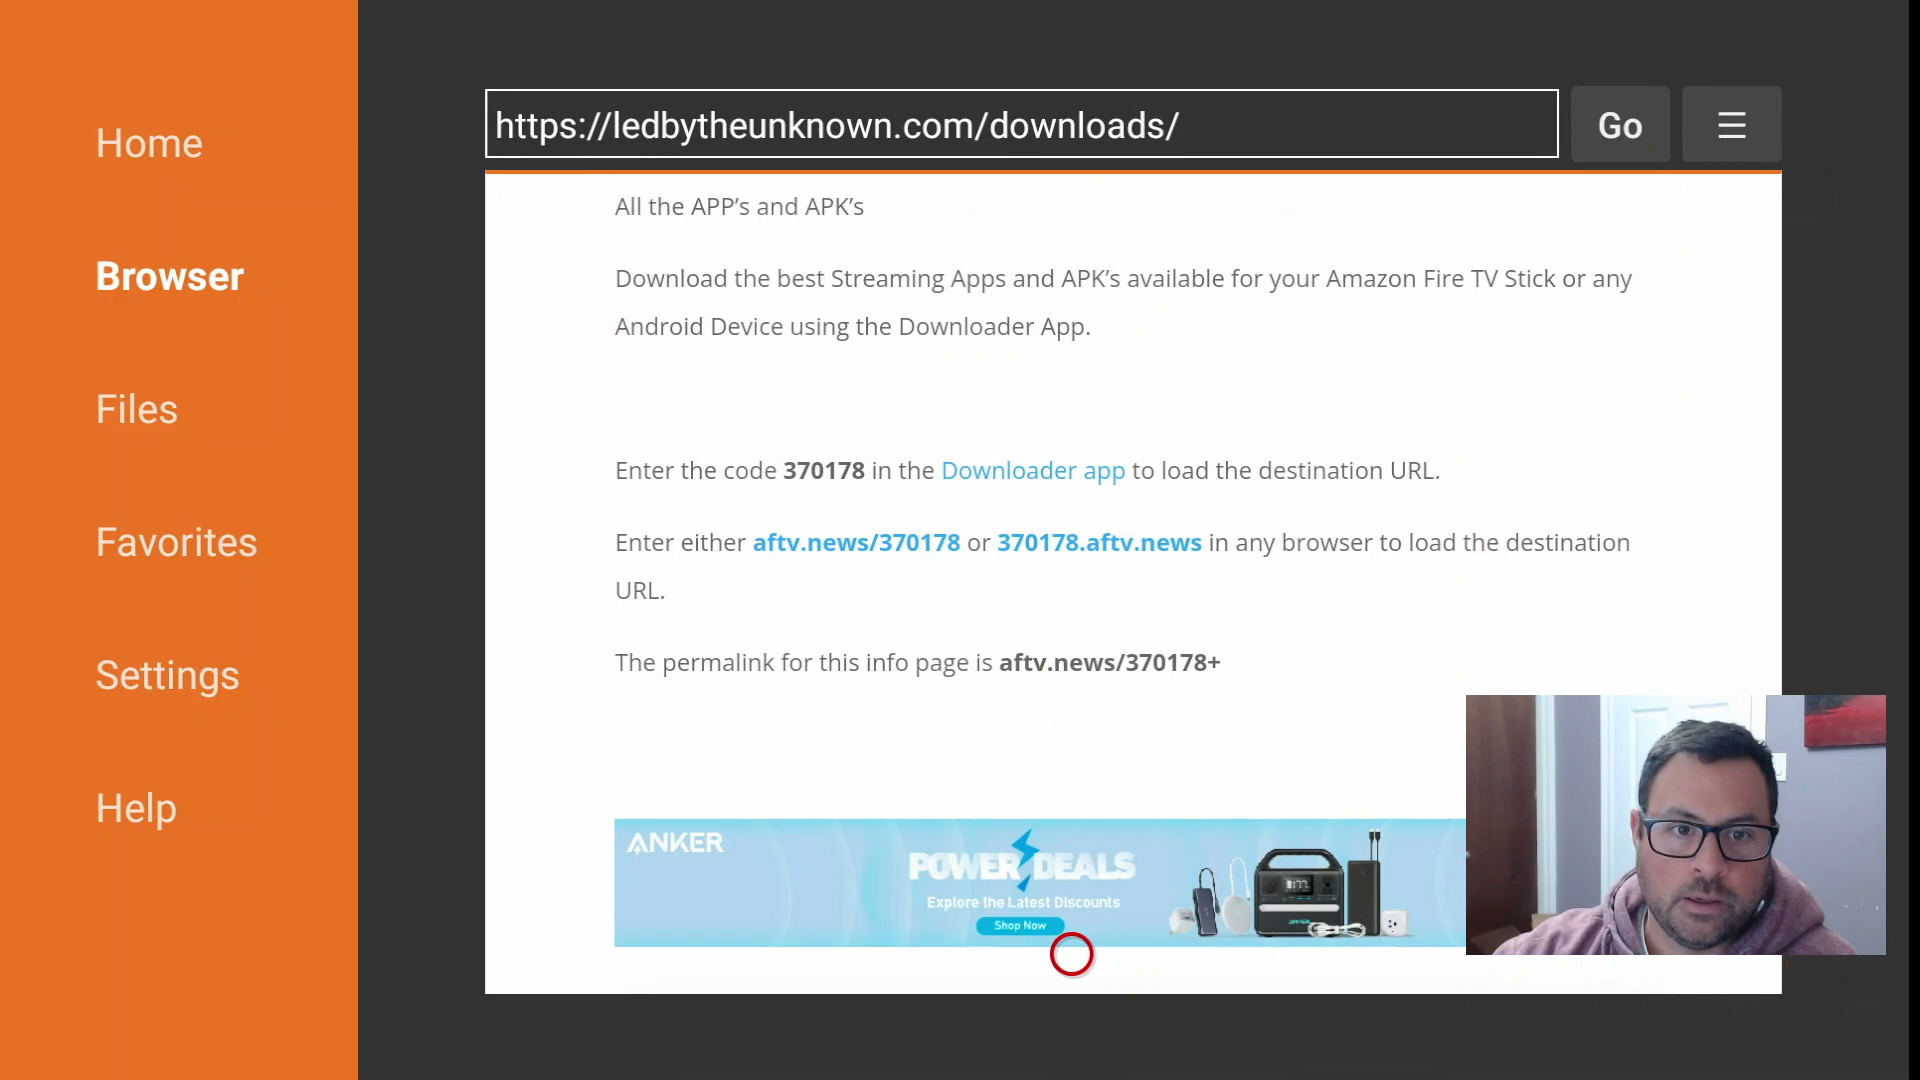 Home
Browser
Files
Favorites
Settings
Help
https://ledbytheunknown.com/downloads/
Go
All the APP’s and APK’s
Download the best Streaming Apps and APK’s available for your Amazon Fire TV Stick or any
Android Device using the Downloader App.
Enter the code 370178 in the Downloader app to load the destination URL.
Enter either aftv.news/370178 or 370178.aftv.news in any browser to load the destination
URL.
The permalink for this info page is aftv.news/370178+
ANKER
POWER DEALS
Explore the Latest Discounts
Shop Now